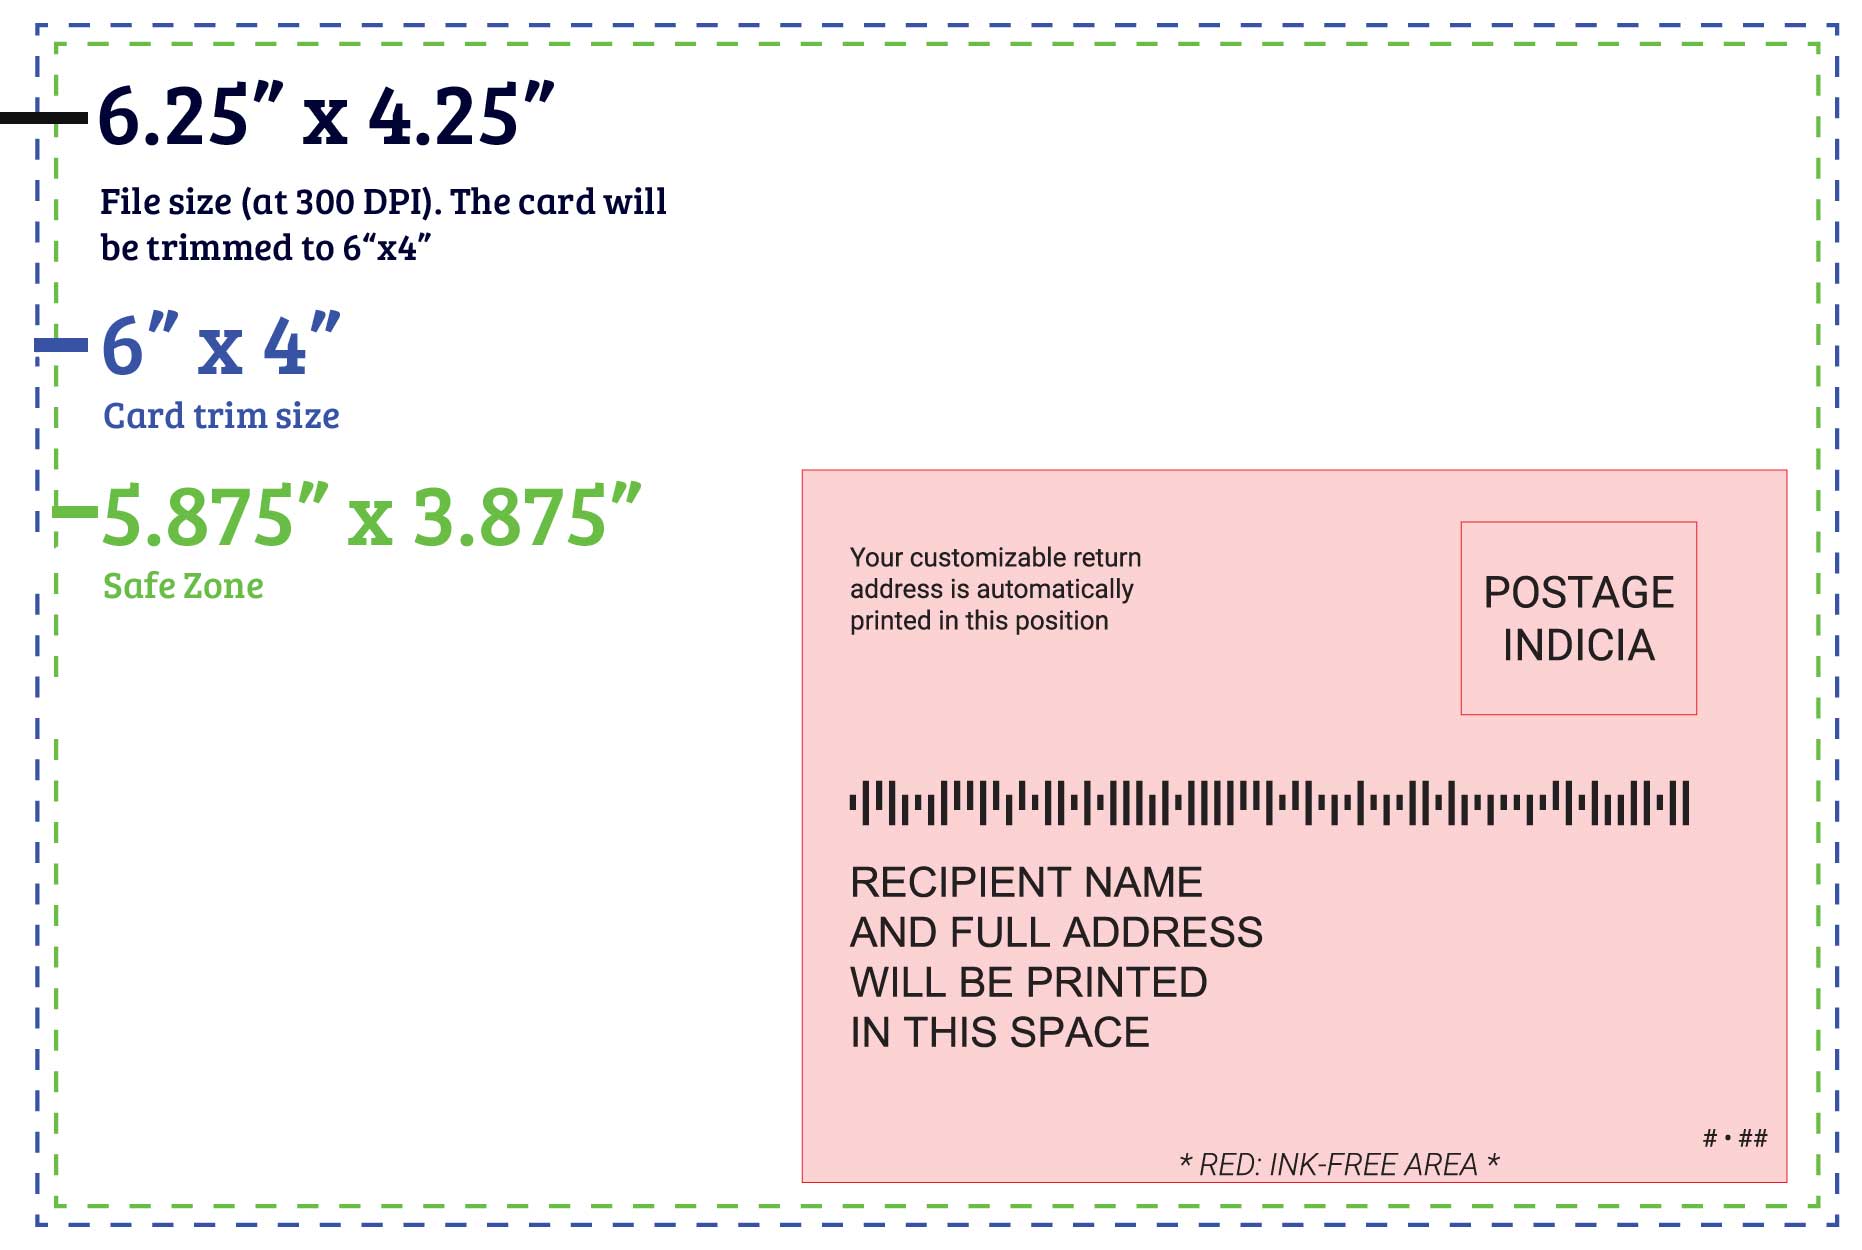 6.25” x 4.25”
File size (at 300 DPI). The card will
be trimmed to 6“x4”
6” x 4”
Card trim size
5.875” x 3.875”
Safe Zone
Your customizable return
address is automatically
printed in this position
POSTAGE
INDICIA
RECIPIENT NAME
AND FULL ADDRESS
WILL BE PRINTED
IN THIS SPACE
# • ##
* RED: INK-FREE AREA *